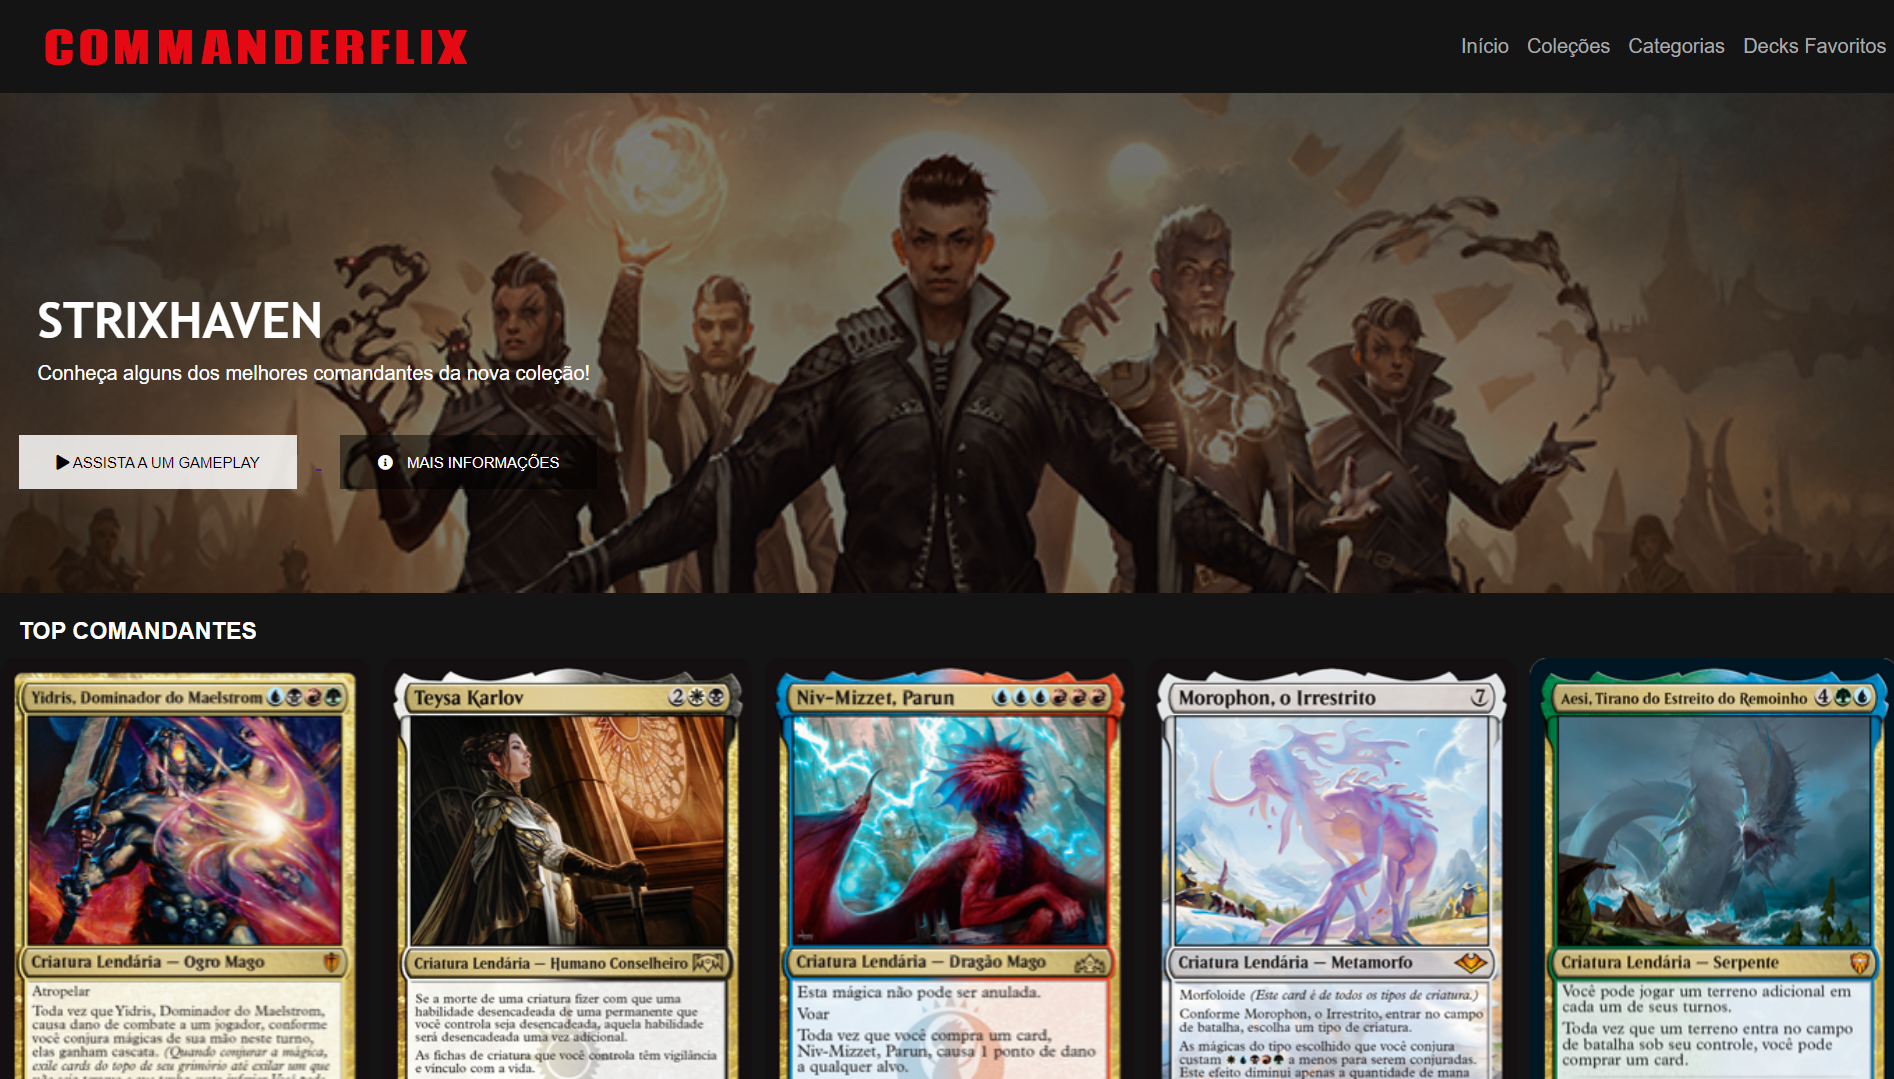 COMMANDERFLIX
Início Coleções Categorias Decks Favoritos
STRIXHAVEN
Conheça alguns dos melhores comandantes da nova coleção!
ASSISTA A UM GAMEPLAY
MAIS INFORMAÇÕES
TOP COMANDANTES
Yidris, Dominador do Maelstrom
Criatura Lendária — Ogro Mago
Atropelar
Toda vez que Yidris, Dominador do Maelstrom,
causa dano de combate a um jogador, conforme
você conjura mágicas de sua mão neste turno,
elas ganham cascata. (Quando conjurar a mágica,
exile cards do topo de seu grimório até exilar um que
Teysa Karlov 2
Criatura Lendária — Humano Conselheiro
Se a morte de uma criatura fizer com que uma
habilidade desencadeada de uma permanente que
você controla seja desencadeada, aquela habilidade
será desencadeada uma vez adicional.
As fichas de criatura que você controla têm vigilância
e vínculo com a vida.
Niv-Mizzet, Parun
Criatura Lendária — Dragão Mago
Esta mágica não pode ser anulada.
Voar
Toda vez que você compra um card,
Niv-Mizzet, Parun, causa 1 ponto de dano
a qualquer alvo.
Morophon, o Irrestrito 7
Criatura Lendária — Metamorfo
Morfoloide (Este card é de todos os tipos de criatura.)
Conforme Morophon, o Irrestrito, entrar no campo
de batalha, escolha um tipo de criatura.
As mágicas do tipo escolhido que você conjura
custam a menos para serem conjuradas.
Este efeito diminui apenas a quantidade de mana
Aesi, Tirano do Estreito do Remoinho 4
Criatura Lendária — Serpente
Você pode jogar um terreno adicional em
cada um de seus turnos.
Toda vez que um terreno entra no campo
de batalha sob seu controle, você pode
comprar um card.